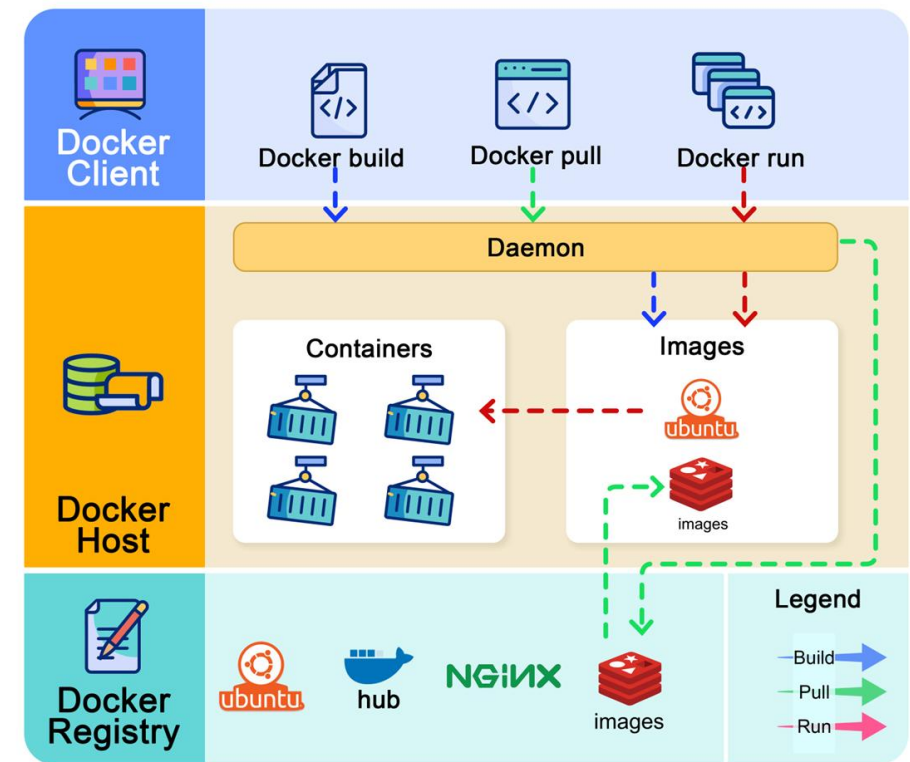 Docker
Client
Docker build
Docker pull
Docker run
Docker
Host
Daemon
Containers
Images
ubuntu
images
Docker
Registry
ubuntu
hub
NGiNX
images
Legend
Build
Pull
Run